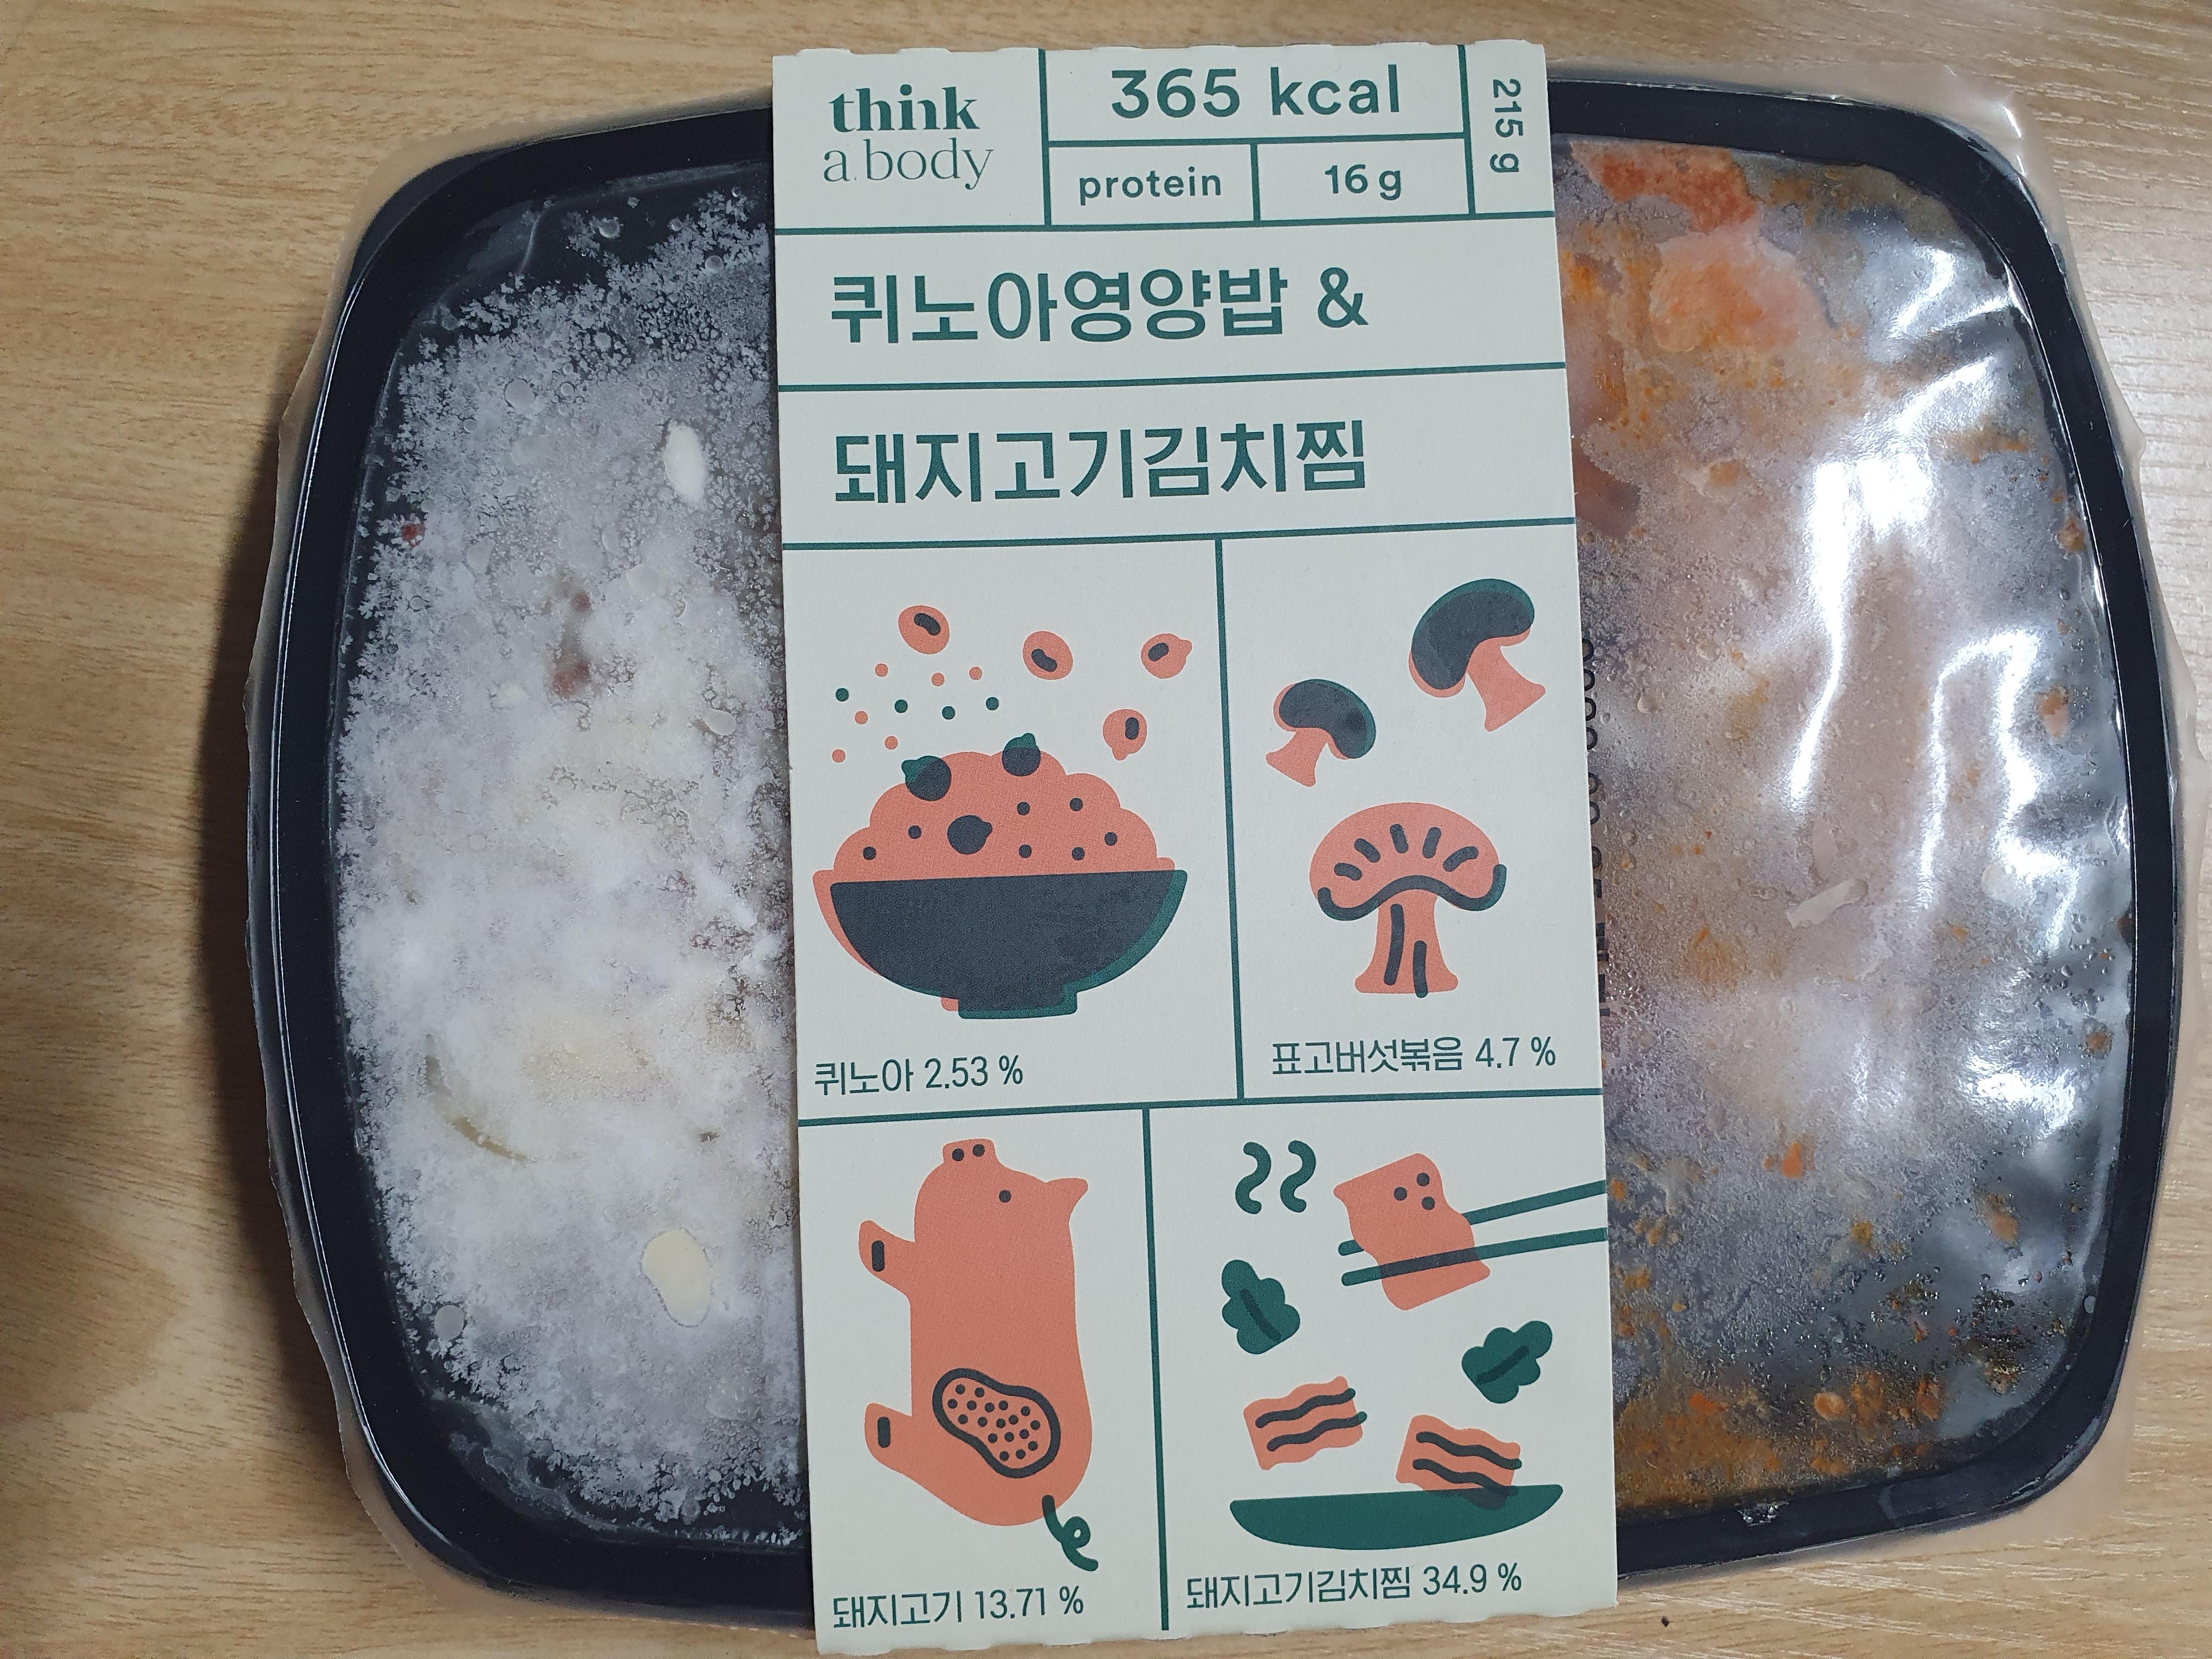 think
a body
365 kcal
protein
16 g
215 g
퀴노아영양밥 &
돼지고기김치찜
퀴노아 2.53 %
표고버섯볶음 4.7 %
돼지고기 13.71 %
돼지고기김치찜 34.9 %